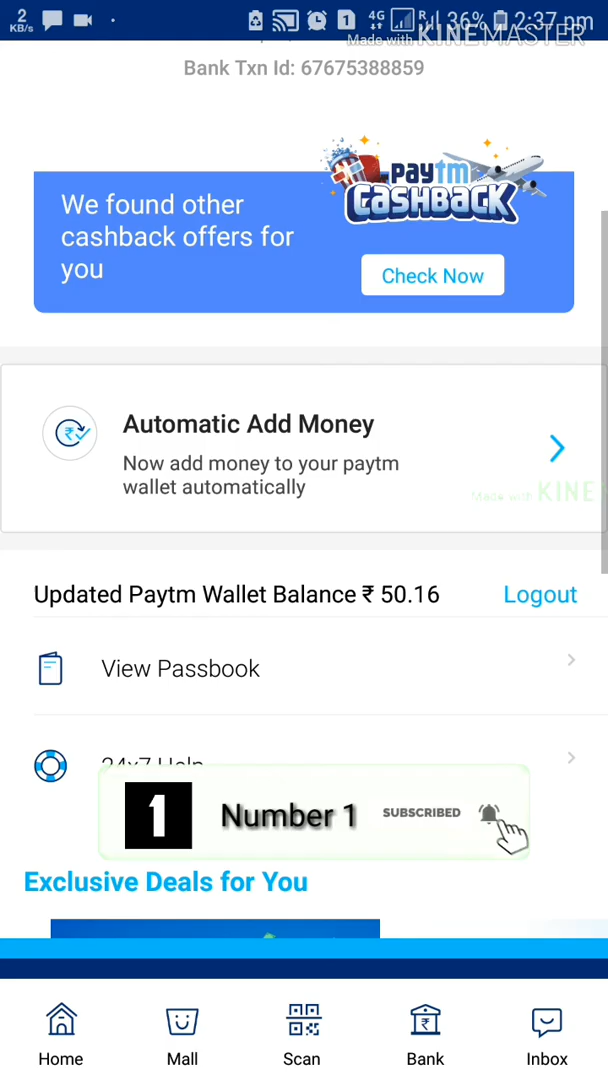 2
KB/s
1
4G
R
36%
2:37 pm
Made with KINEMASTER
Bank Txn Id: 67675388859
paytm
CASHBACK
We found other
cashback offers for
you
Check Now
Automatic Add Money
Now add money to your paytm
wallet automatically
Made with KINE
Updated Paytm Wallet Balance ₹ 50.16
Logout
View Passbook
24x7 Help
1
Number 1
SUBSCRIBED
Exclusive Deals for You
Home
Mall
Scan
Bank
Inbox